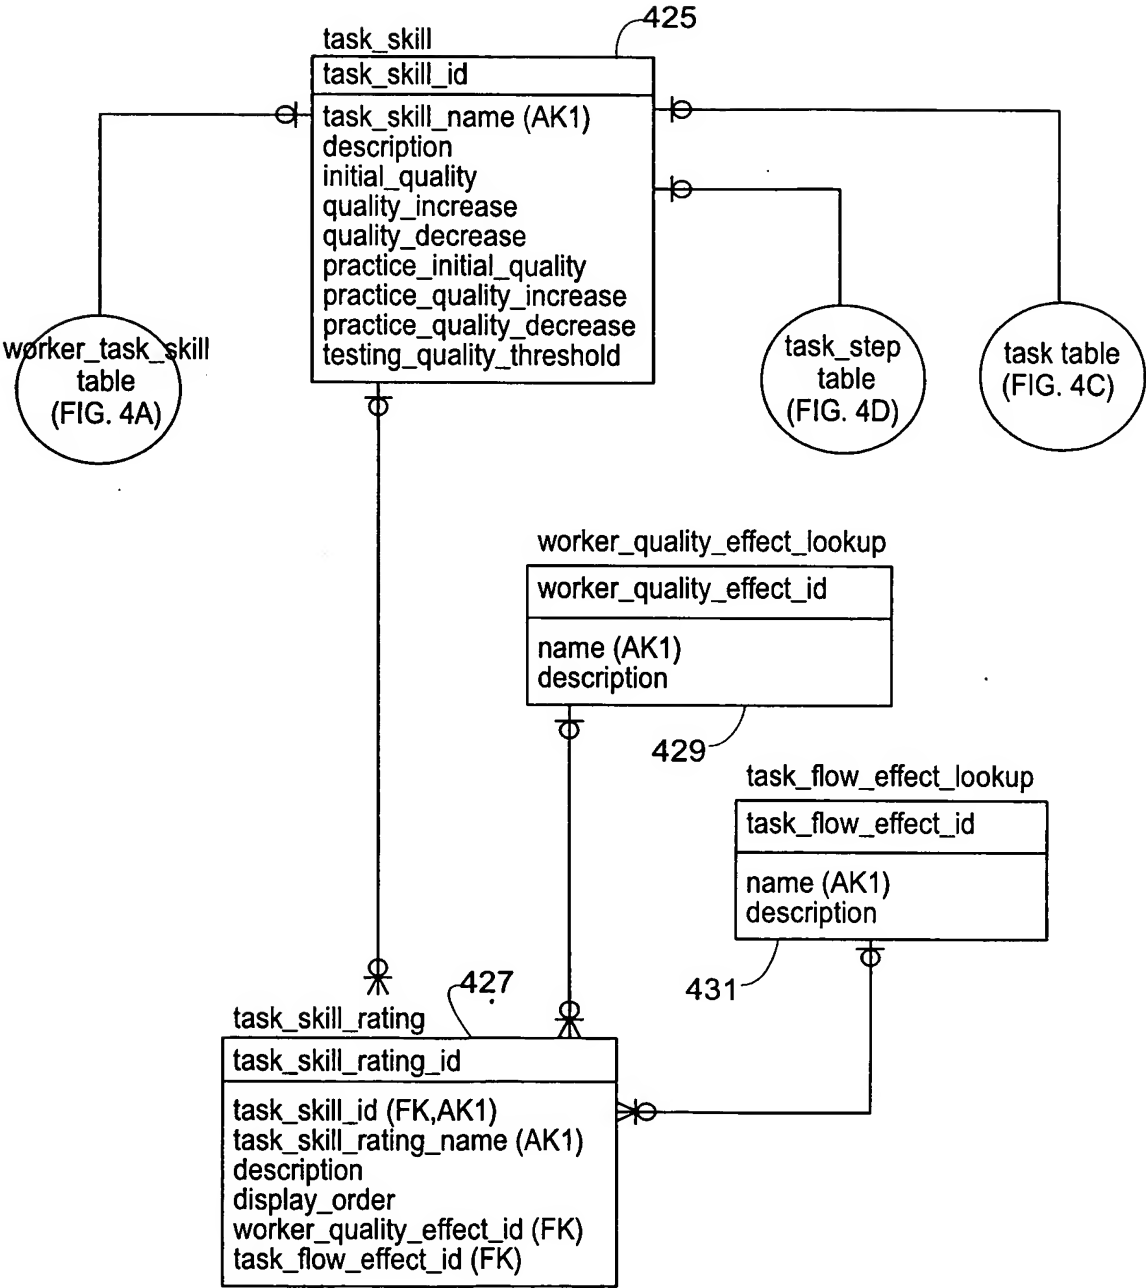 425
task_skill
task_skill_id
task_skill_name (AK1)
description
initial_quality
quality_increase
quality_decrease
practice_initial_quality
practice_quality_increase
practice_quality_decrease
testing_quality_threshold
worker_task_skill
table
(FIG. 4A)
task_step
table
(FIG. 4D)
task table
(FIG. 4C)
worker_quality_effect_lookup
worker_quality_effect_id
name (AK1)
description
429
task_flow_effect_lookup
task_flow_effect_id
name (AK1)
description
431
427
task_skill_rating
task_skill_rating_id
task_skill_id (FK,AK1)
task_skill_rating_name (AK1)
description
display_order
worker_quality_effect_id (FK)
task_flow_effect_id (FK)